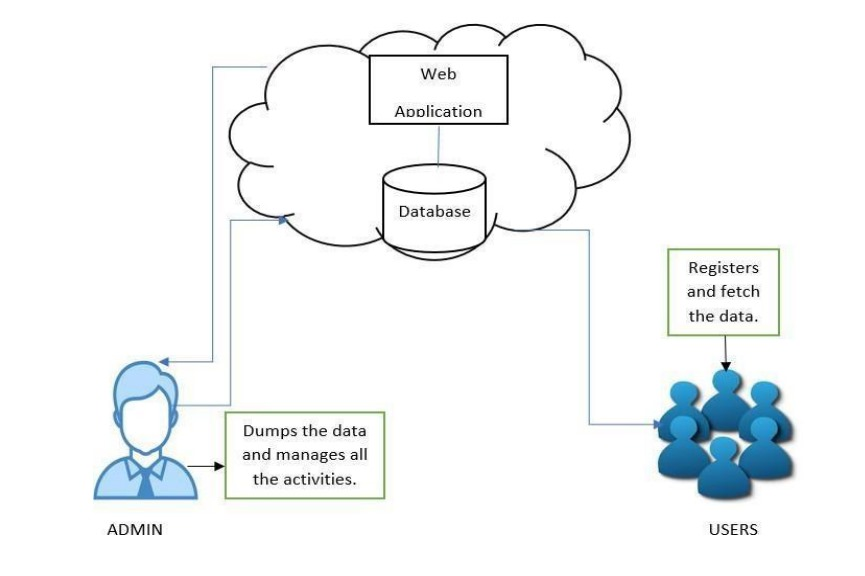 Web
Application
Database
Registers
and fetch
the data.
Dumps the data
and manages all
the activities.
ADMIN
USERS